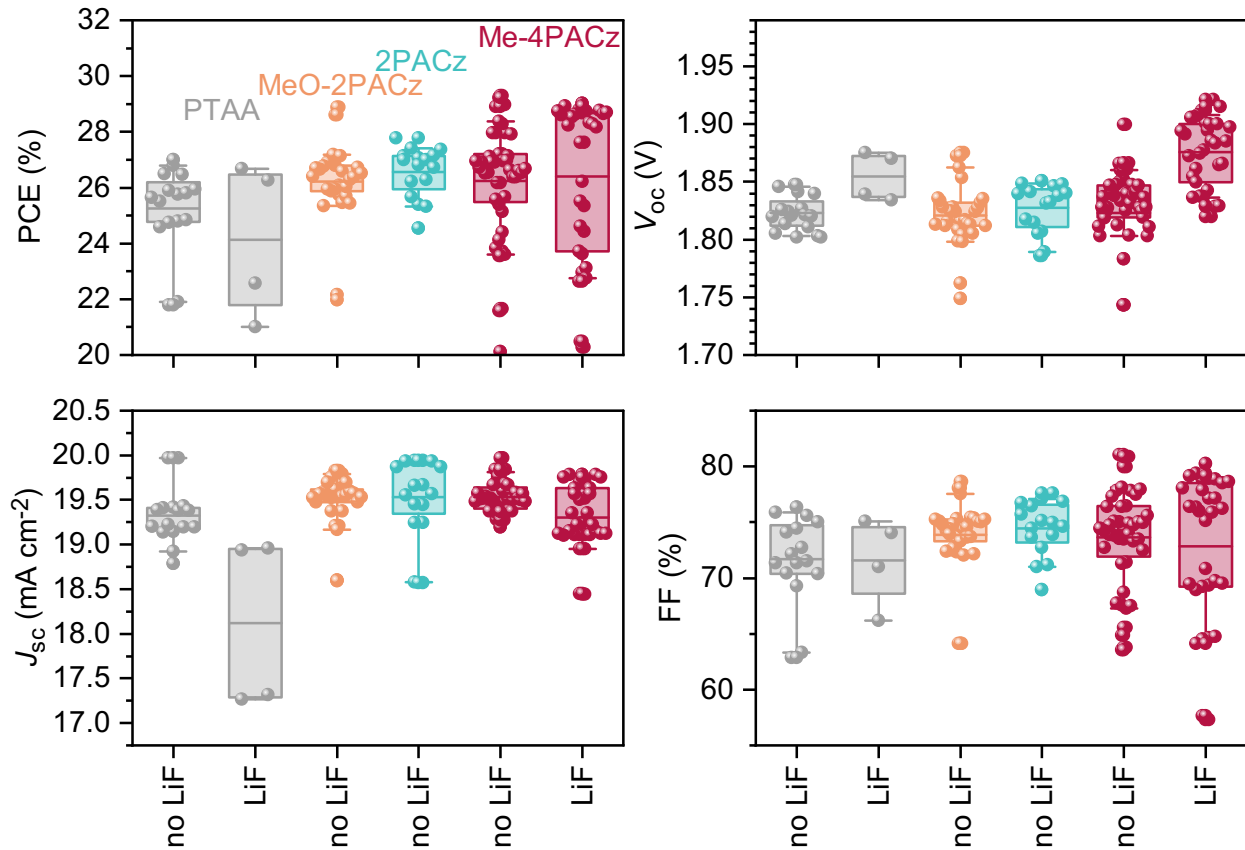 PCE (%)
32
30
28
26
24
22
20
PTAA
MeO-2PACz
2PACz
Me-4PACz
V_oc (V)
1.95
1.90
1.85
1.80
1.75
1.70
J_sc (mA cm⁻²)
20.5
20.0
19.5
19.0
18.5
18.0
17.5
17.0
no LiF
LiF
no LiF
no LiF
no LiF
LiF
FF (%)
80
70
60
no LiF
LiF
no LiF
no LiF
no LiF
LiF